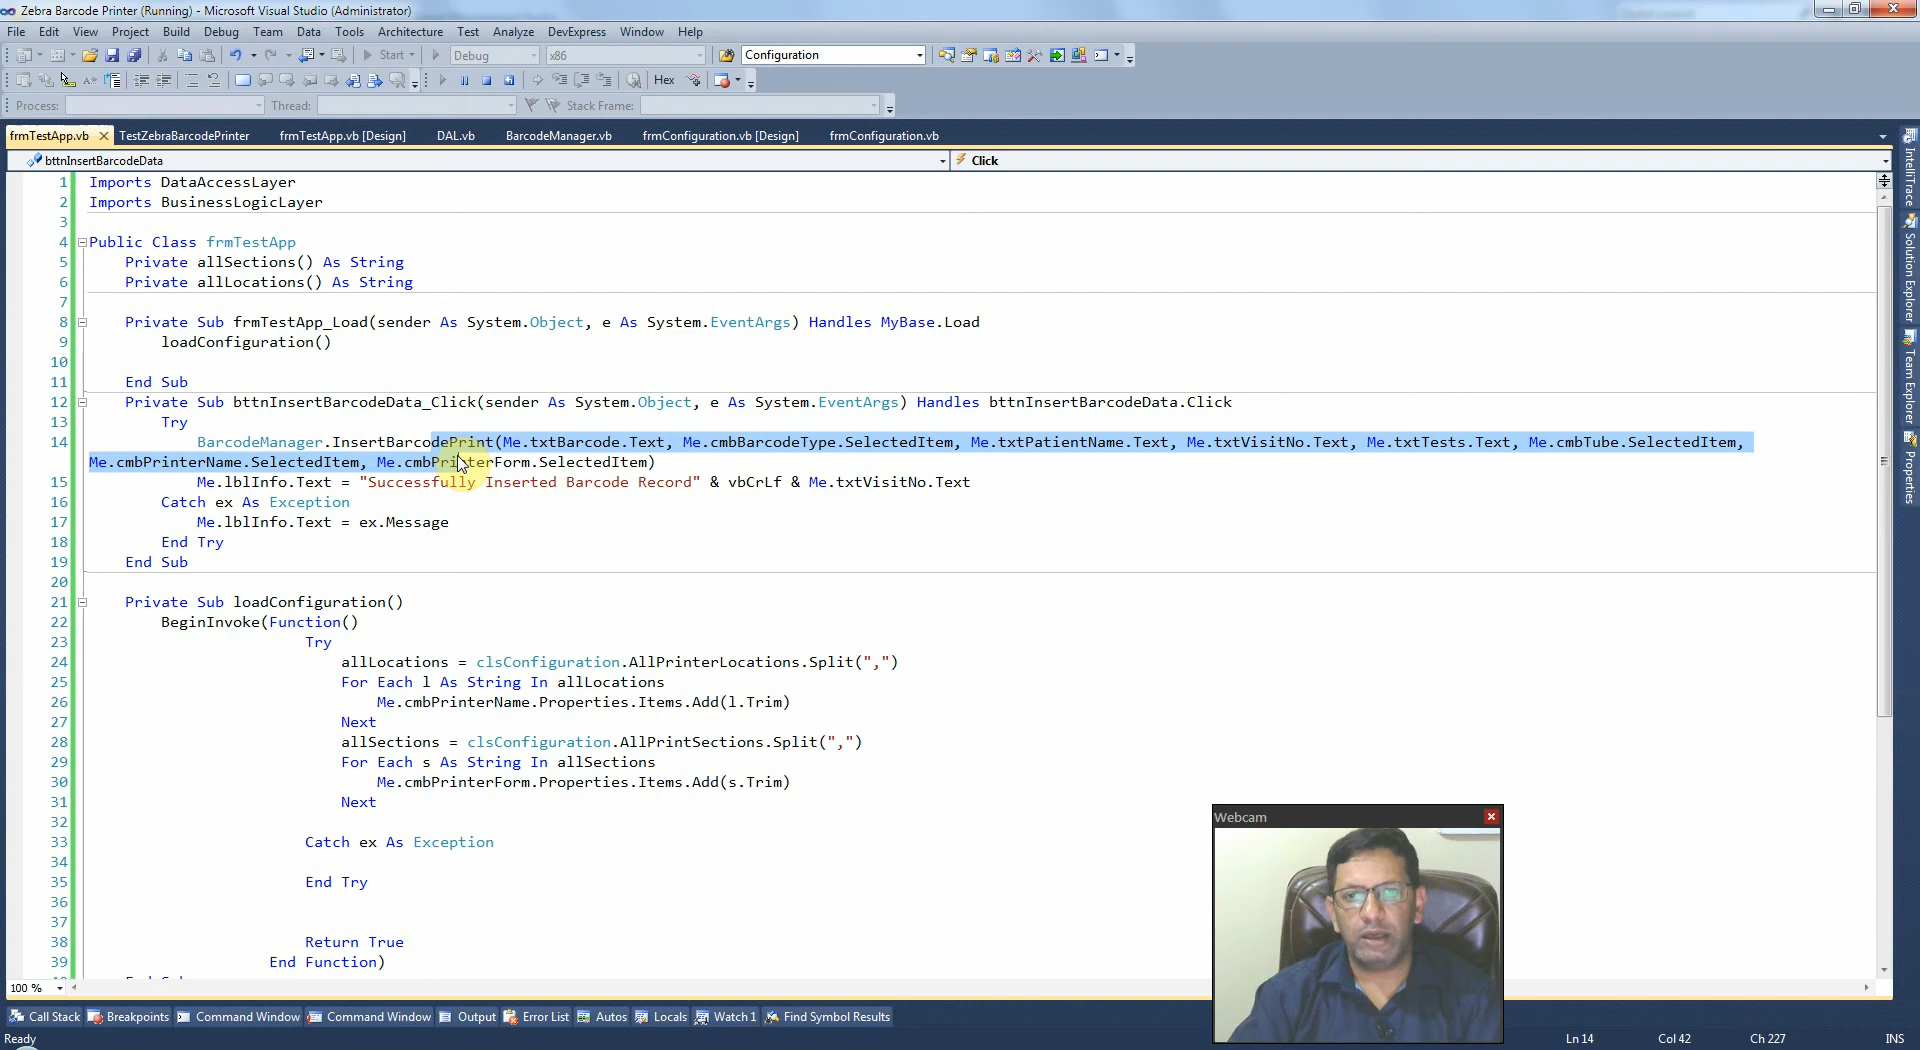 Zebra Barcode Printer (Running) - Microsoft Visual Studio (Administrator)
File Edit View Project Build Debug Team Data Tools Architecture Test Analyze DevExpress Window Help
Start Debug x86 Configuration
Hex
Process: Thread: Stack Frame:
frmTestApp.vb TestZebraBarcodePrinter frmTestApp.vb [Design] DAL.vb BarcodeManager.vb frmConfiguration.vb [Design] frmConfiguration.vb
bttnInsertBarcodeData Click
1 Imports DataAccessLayer
2 Imports BusinessLogicLayer
3
4 Public Class frmTestApp
5 Private allSections() As String
6 Private allLocations() As String
7
8 Private Sub frmTestApp_Load(sender As System.Object, e As System.EventArgs) Handles MyBase.Load
9 loadConfiguration()
10
11 End Sub
12 Private Sub bttnInsertBarcodeData_Click(sender As System.Object, e As System.EventArgs) Handles bttnInsertBarcodeData.Click
13 Try
14 BarcodeManager.InsertBarcodePrint(Me.txtBarcode.Text, Me.cmbBarcodeType.SelectedItem, Me.txtPatientName.Text, Me.txtVisitNo.Text, Me.txtTests.Text, Me.cmbTube.SelectedItem,
Me.cmbPrinterName.SelectedItem, Me.cmbPrinterForm.SelectedItem)
15 Me.lblInfo.Text = "Successfully Inserted Barcode Record" & vbCrLf & Me.txtVisitNo.Text
16 Catch ex As Exception
17 Me.lblInfo.Text = ex.Message
18 End Try
19 End Sub
20
21 Private Sub loadConfiguration()
22 BeginInvoke(Function()
23 Try
24 allLocations = clsConfiguration.AllPrinterLocations.Split(",")
25 For Each l As String In allLocations
26 Me.cmbPrinterName.Properties.Items.Add(l.Trim)
27 Next
28 allSections = clsConfiguration.AllPrintSections.Split(",")
29 For Each s As String In allSections
30 Me.cmbPrinterForm.Properties.Items.Add(s.Trim)
31 Next
32
33 Catch ex As Exception
34
35 End Try
36
37
38 Return True
39 End Function)
IntelliTrace
Solution Explorer
Team Explorer
Properties
Webcam
100 %
Call Stack Breakpoints Command Window Command Window Output Error List Autos Locals Watch 1 Find Symbol Results
Ready Ln 14 Col 42 Ch 227 INS